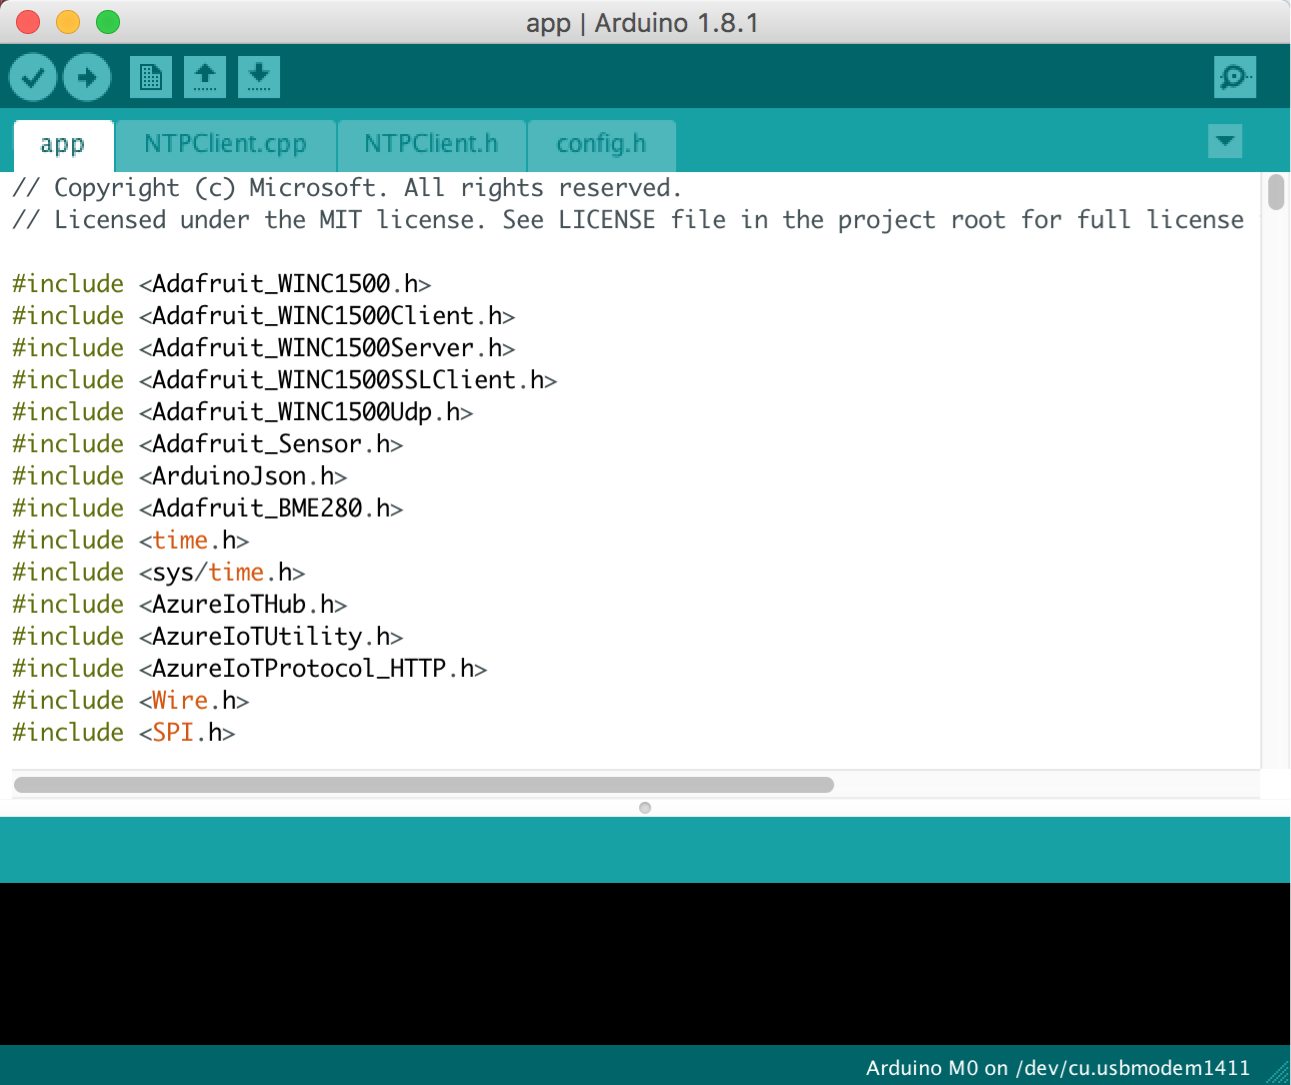 app | Arduino 1.8.1
app NTPClient.cpp NTPClient.h config.h
// Copyright (c) Microsoft. All rights reserved.
// Licensed under the MIT license. See LICENSE file in the project root for full license
#include <Adafruit_WINC1500.h>
#include <Adafruit_WINC1500Client.h>
#include <Adafruit_WINC1500Server.h>
#include <Adafruit_WINC1500SSLClient.h>
#include <Adafruit_WINC1500Udp.h>
#include <Adafruit_Sensor.h>
#include <ArduinoJson.h>
#include <Adafruit_BME280.h>
#include <time.h>
#include <sys/time.h>
#include <AzureIoTHub.h>
#include <AzureIoTUtility.h>
#include <AzureIoTProtocol_HTTP.h>
#include <Wire.h>
#include <SPI.h>
Arduino M0 on /dev/cu.usbmodem1411